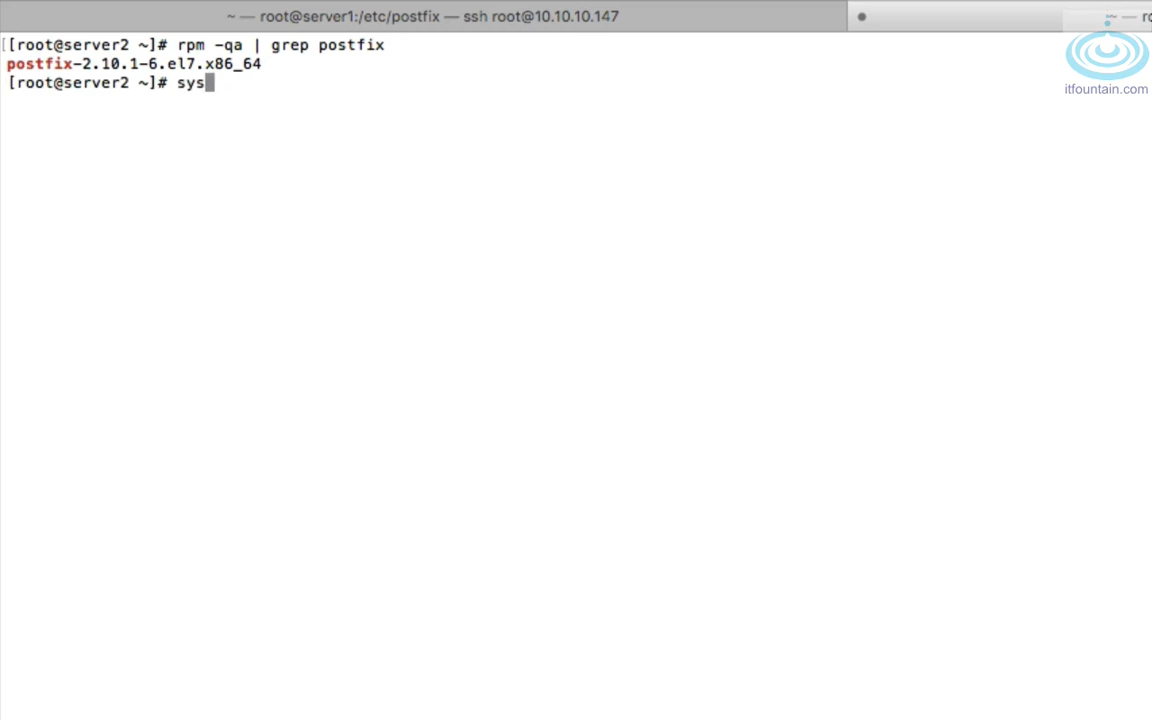 ~ — root@server1:/etc/postfix — ssh root@10.10.10.147
[[root@server2 ~]# rpm -qa | grep postfix
postfix-2.10.1-6.el7.x86_64
[root@server2 ~]# sys
itfountain.com